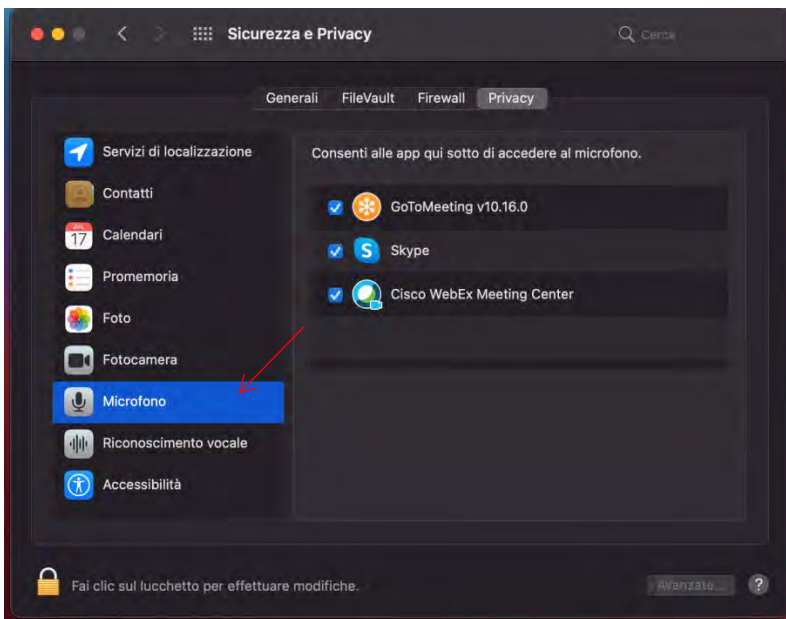 Sicurezza e Privacy
Cerca
Generali FileVault Firewall Privacy
Servizi di localizzazione
Contatti
JUL
17
Calendari
Promemoria
Foto
Fotocamera
Microfono
Riconoscimento vocale
Accessibilità
Consenti alle app qui sotto di accedere al microfono.
GoToMeeting v10.16.0
S
Skype
Cisco WebEx Meeting Center
Fai clic sul lucchetto per effettuare modifiche.
Avanzate...
?